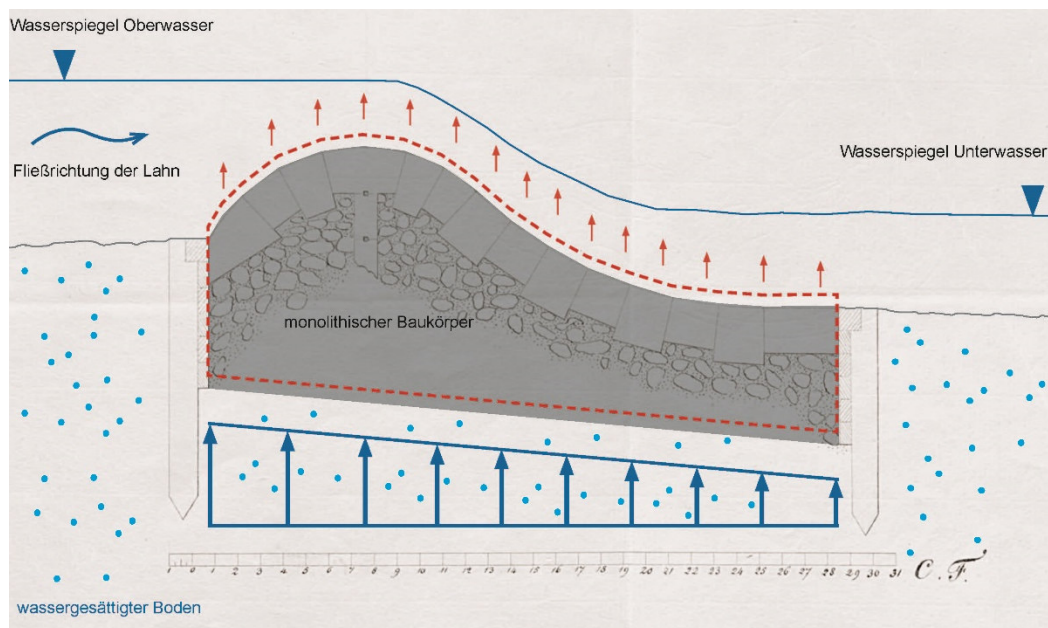 Wasserspiegel Oberwasser
Fließrichtung der Lahn
Wasserspiegel Unterwasser
monolithischer Baukörper
1 0 1 2 3 4 5 6 7 8 9 10 11 12 13 14 15 16 17 18 19 20 21 22 23 24 25 26 27 28 29 30 31
C. F.
wassergesättigter Boden